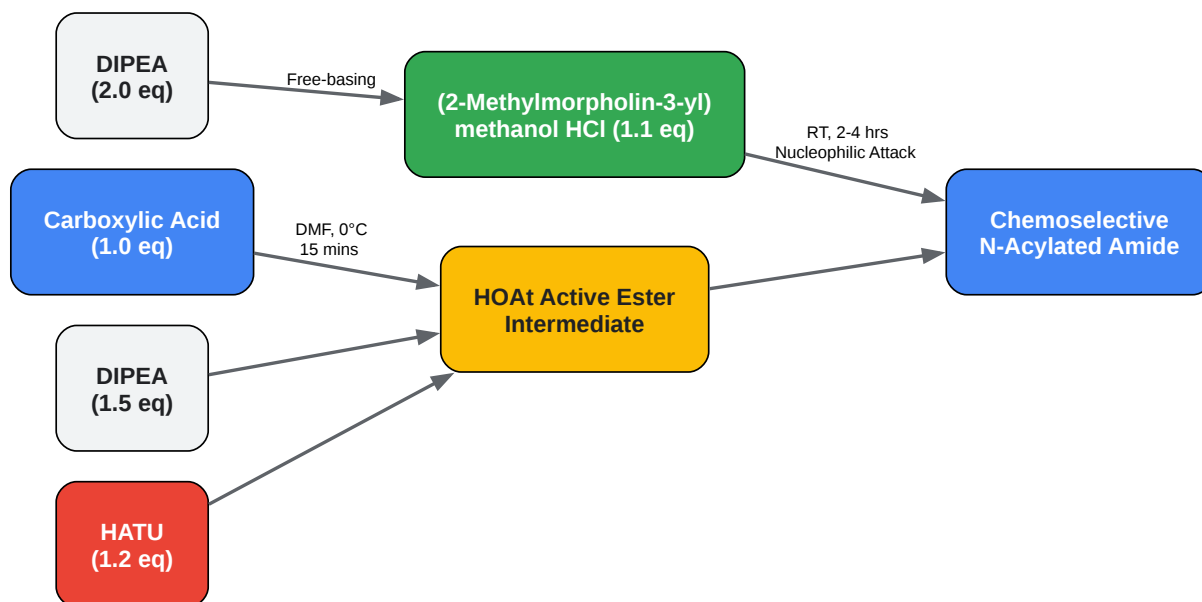 DIPEA
(2.0 eq)
Free-basing
(2-Methylmorpholin-3-yl)
methanol HCl (1.1 eq)
RT, 2-4 hrs
Nucleophilic Attack
Carboxylic Acid
(1.0 eq)
DMF, 0°C
15 mins
Chemoselective
N-Acylated Amide
HOAt Active Ester
Intermediate
DIPEA
(1.5 eq)
HATU
(1.2 eq)